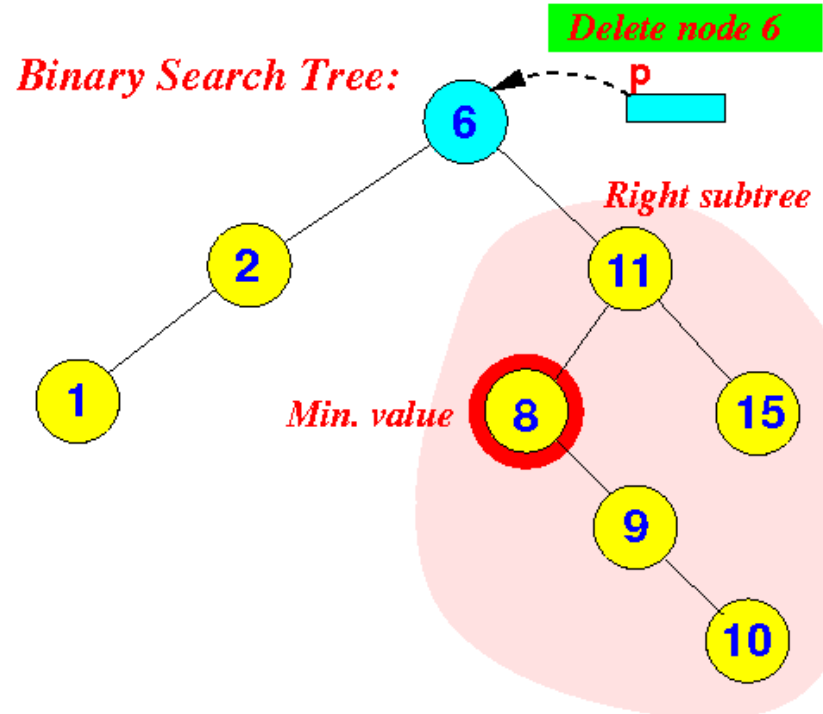 Delete node 6
Binary Search Tree:
p
6
Right subtree
2
11
1
Min. value
8
15
9
10